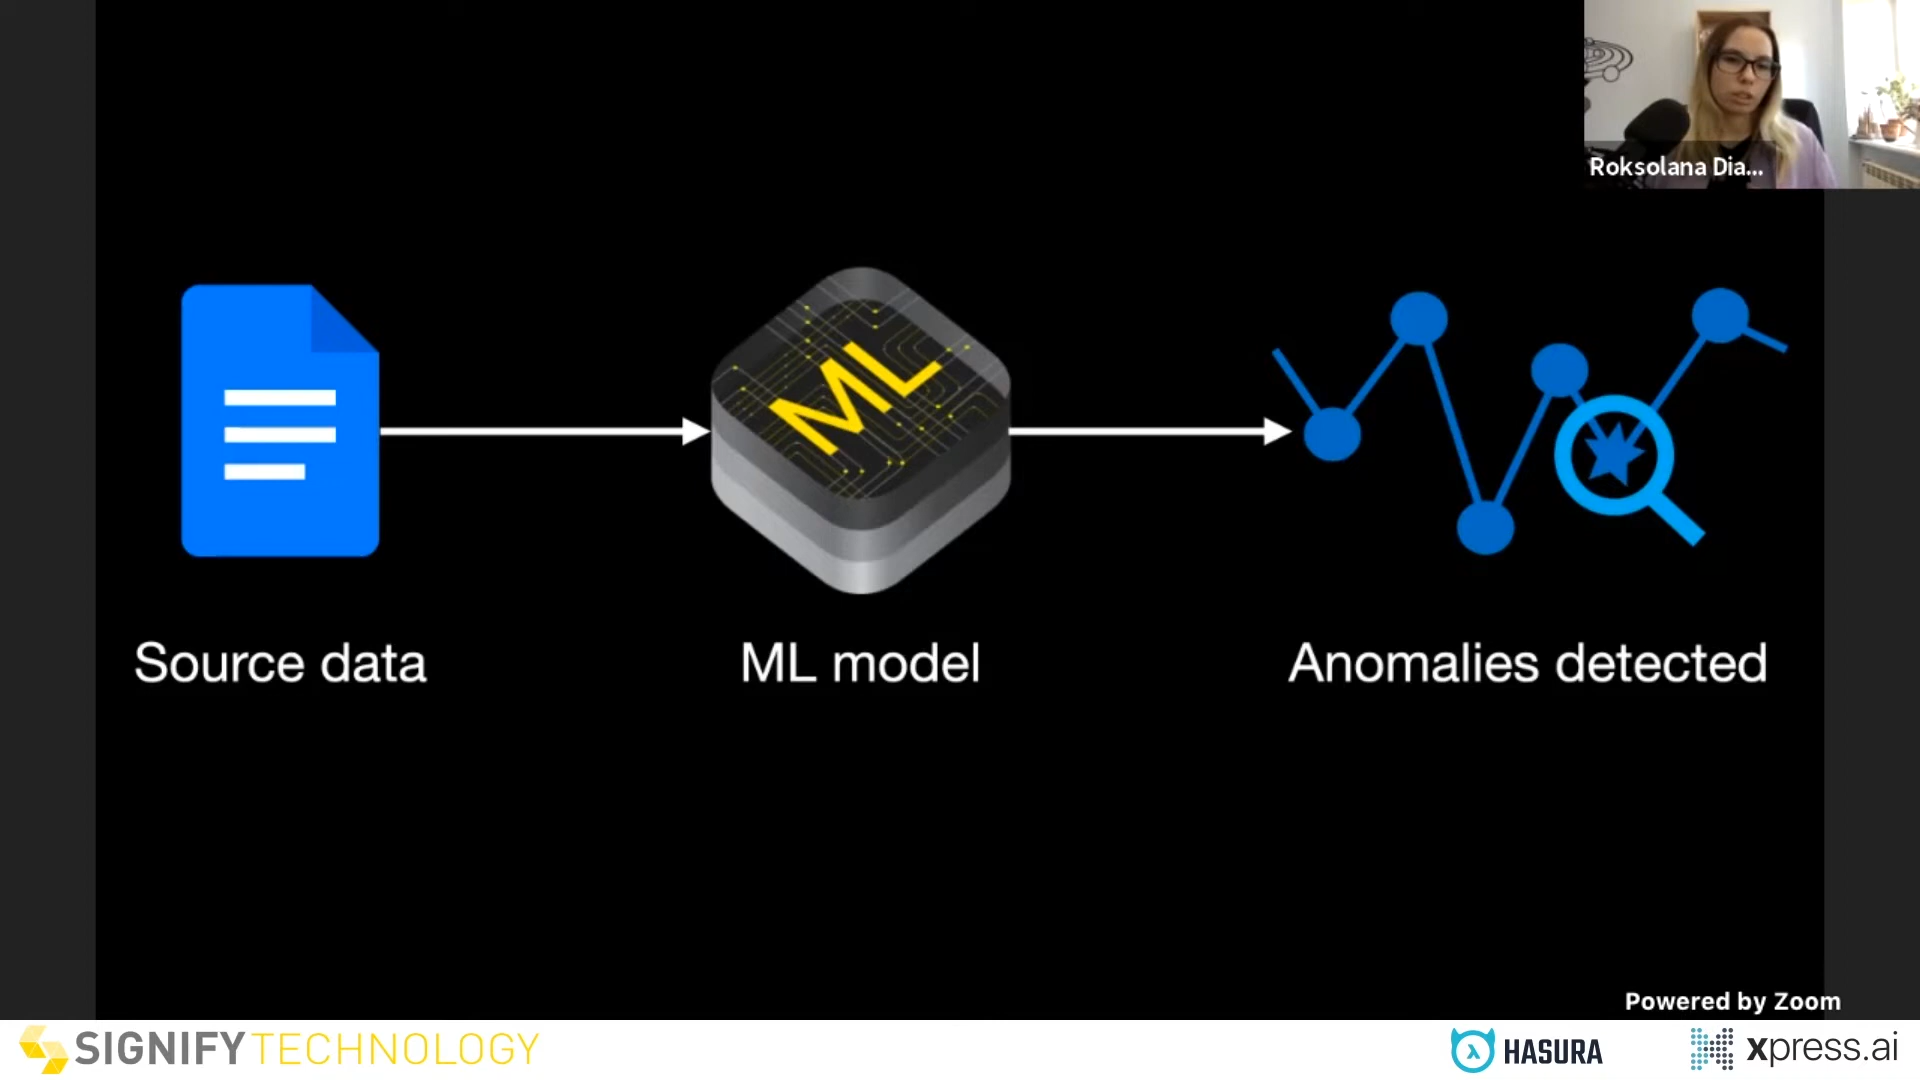 Roksolana Dia...
ML
Source data
ML model
Anomalies detected
Powered by Zoom
SIGNIFY TECHNOLOGY
HASURA
xpress.ai